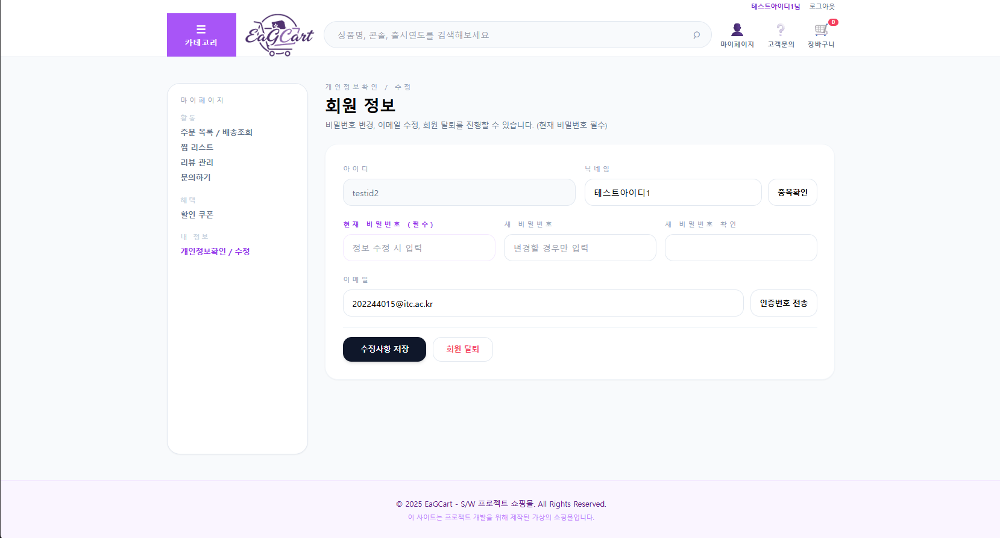 테스트아이디1님 로그아웃
카테고리
EaGCart
상품명, 콘솔, 출시연도를 검색해보세요
0
마이페이지 고객문의 장바구니
마이페이지
활동
주문 목록 / 배송조회
찜 리스트
리뷰 관리
문의하기
혜택
할인 쿠폰
내 정보
개인정보확인 / 수정
개인정보확인 / 수정
회원 정보
비밀번호 변경, 이메일 수정, 회원 탈퇴를 진행할 수 있습니다. (현재 비밀번호 필수)
아이디 닉네임
testid2 테스트아이디1 중복확인
현재 비밀번호 (필수) 새 비밀번호 새 비밀번호 확인
정보 수정 시 입력 변경할 경우만 입력
이메일
202244015@itc.ac.kr 인증번호 전송
수정사항 저장 회원 탈퇴
© 2025 EaGCart - S/W 프로젝트 쇼핑몰. All Rights Reserved.
이 사이트는 프로젝트 개발을 위해 제작된 가상의 쇼핑몰입니다.